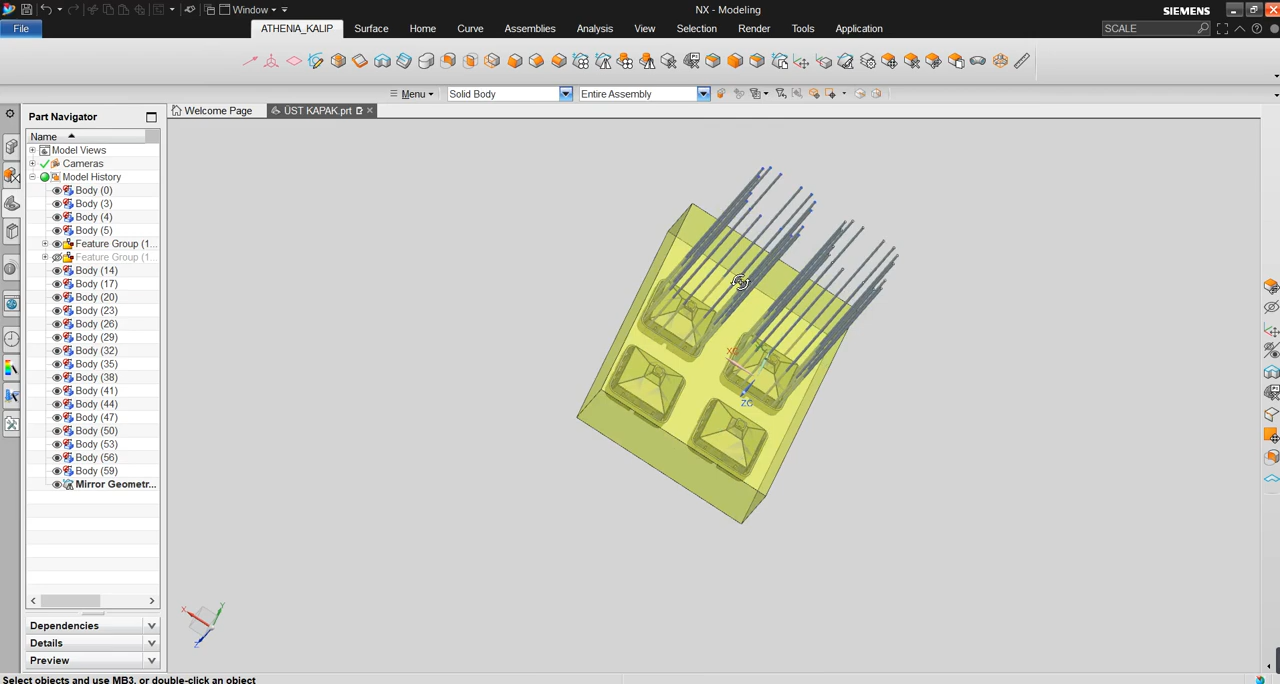 Window
NX - Modeling
SIEMENS
File
ATHENIA_KALIP
Surface
Home
Curve
Assemblies
Analysis
View
Selection
Render
Tools
Application
SCALE
Menu
Solid Body
Entire Assembly
Part Navigator
Welcome Page
ÜST KAPAK.prt
Name
Model Views
Cameras
Model History
Body (0)
Body (3)
Body (4)
Body (5)
Feature Group (1...
Feature Group (1...
Body (14)
Body (17)
Body (20)
Body (23)
Body (26)
Body (29)
Body (32)
Body (35)
Body (38)
Body (41)
Body (44)
Body (47)
Body (50)
Body (53)
Body (56)
Body (59)
Mirror Geometr...
XC
ZC
X
Y
Z
Dependencies
Details
Preview
Select objects and use MB3, or double-click an object